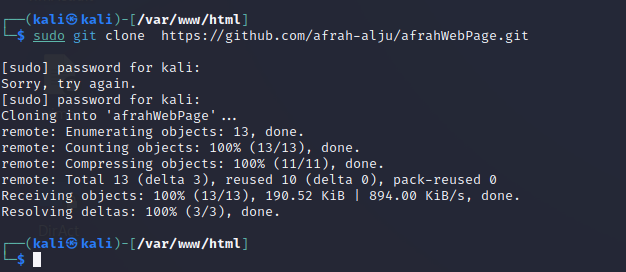 ┌──(kali㉿kali)-[/var/www/html]
└─$ sudo git clone  https://github.com/afrah-alju/afrahWebPage.git
[sudo] password for kali:
Sorry, try again.
[sudo] password for kali:
Cloning into 'afrahWebPage'...
remote: Enumerating objects: 13, done.
remote: Counting objects: 100% (13/13), done.
remote: Compressing objects: 100% (11/11), done.
remote: Total 13 (delta 3), reused 10 (delta 0), pack-reused 0
Receiving objects: 100% (13/13), 190.52 KiB | 894.00 KiB/s, done.
Resolving deltas: 100% (3/3), done.
┌──(kali㉿kali)-[/var/www/html]
└─$